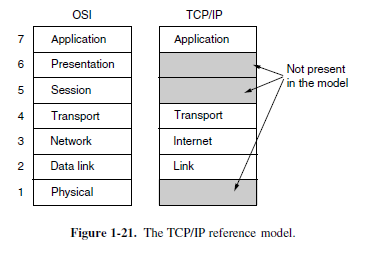 OSI TCP/IP
7 Application Application
6 Presentation
5 Session
Not present
in the model
4 Transport Transport
3 Network Internet
2 Data link Link
1 Physical
Figure 1-21. The TCP/IP reference model.